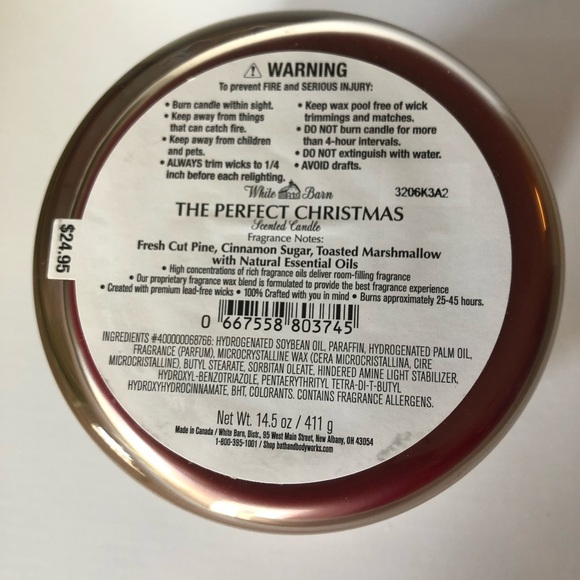 ⚠ WARNING
To prevent FIRE and SERIOUS INJURY:
• Burn candle within sight.
• Keep away from things
that can catch fire.
• Keep away from children
and pets.
• ALWAYS trim wicks to 1/4
inch before each relighting.
• Keep wax pool free of wick
trimmings and matches.
• DO NOT burn candle for more
than 4-hour intervals.
• DO NOT extinguish with water.
• AVOID drafts.
White Barn
3206K3A2
THE PERFECT CHRISTMAS
Scented Candle
Fragrance Notes:
Fresh Cut Pine, Cinnamon Sugar, Toasted Marshmallow
with Natural Essential Oils
• High concentrations of rich fragrance oils deliver room-filling fragrance
• Our proprietary fragrance wax blend is formulated to provide the best fragrance experience
• Created with premium lead-free wicks • 100% Crafted with you in mind • Burns approximately 25-45 hours.
$24.95
0 667558 803745
INGREDIENTS #400000068766: HYDROGENATED SOYBEAN OIL, PARAFFIN, HYDROGENATED PALM OIL,
FRAGRANCE (PARFUM), MICROCRYSTALLINE WAX (CERA MICROCRISTALLINA, CIRE
MICROCRISTALLINE), BUTYL STEARATE, SORBITAN OLEATE, HINDERED AMINE LIGHT STABILIZER,
HYDROXYL-BENZOTRIAZOLE, PENTAERYTHRITYL TETRA-DI-T-BUTYL
HYDROXYHYDROCINNAMATE, BHT, COLORANTS. CONTAINS FRAGRANCE ALLERGENS.
Net Wt. 14.5 oz / 411 g
Made in Canada / White Barn, Distr., 95 West Main Street, New Albany, OH 43054
1-800-395-1001 / Shop bathandbodyworks.com